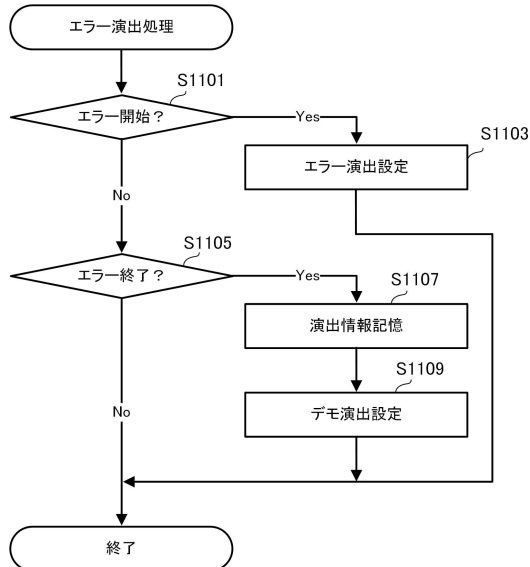 エラー演出処理
S1101
エラー開始？
Yes
S1103
エラー演出設定
No
S1105
エラー終了？
Yes
S1107
演出情報記憶
S1109
デモ演出設定
No
終了